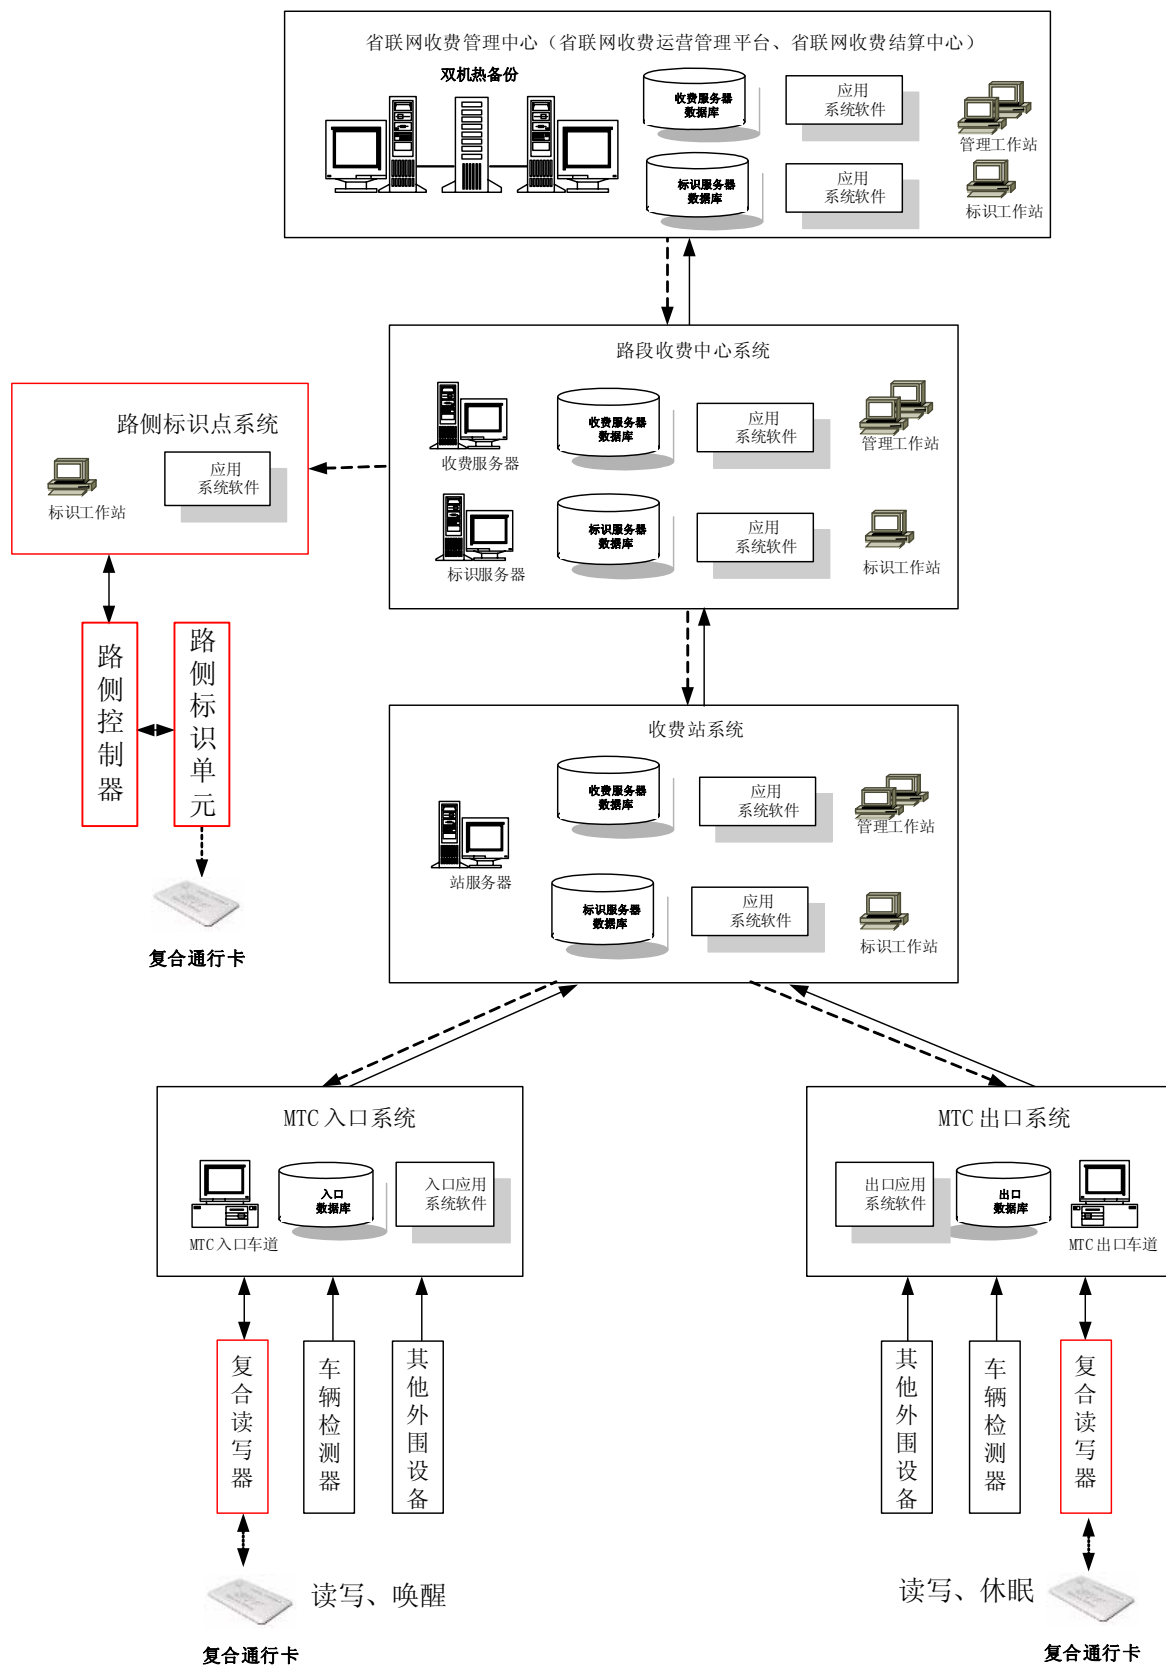 省联网收费管理中心（省联网收费运营管理平台、省联网收费结算中心）
双机热备份
收费服务器
数据库
应用
系统软件
管理工作站
标识服务器
数据库
应用
系统软件
标识工作站
路段收费中心系统
收费服务器
收费服务器
数据库
应用
系统软件
管理工作站
标识服务器
标识服务器
数据库
应用
系统软件
标识工作站
路侧标识点系统
标识工作站
应用
系统软件
路侧控制器
路侧标识单元
复合通行卡
收费站系统
站服务器
收费服务器
数据库
应用
系统软件
管理工作站
标识服务器
数据库
应用
系统软件
标识工作站
MTC入口系统
MTC入口车道
入口
数据库
入口应用
系统软件
复合读写器
车辆检测器
其他外围设备
读写、唤醒
复合通行卡
MTC出口系统
出口应用
系统软件
出口
数据库
MTC出口车道
其他外围设备
车辆检测器
复合读写器
读写、休眠
复合通行卡